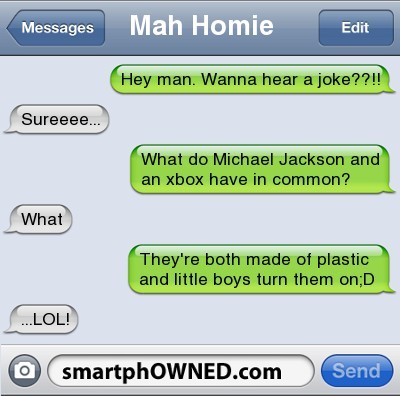 Messages
Mah Homie
Edit
Hey man. Wanna hear a joke??!!
Sureeee...
What do Michael Jackson and
an xbox have in common?
What
They're both made of plastic
and little boys turn them on;D
...LOL!
smartphOWNED.com
Send